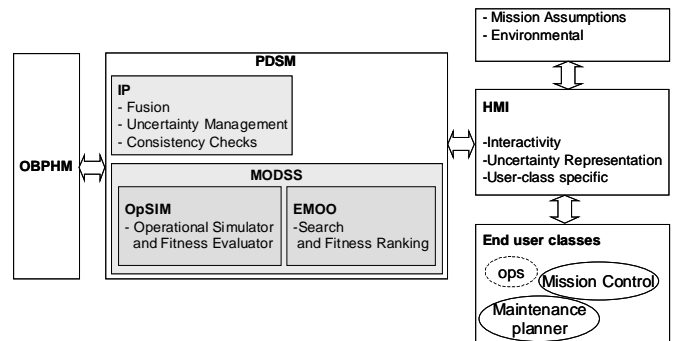 - Mission Assumptions
- Environmental
PDSM
IP
- Fusion
- Uncertainty Management
- Consistency Checks
OBPHM
HMI
-Interactivity
-Uncertainty Representation
-User-class specific
MODSS
OpSIM
- Operational Simulator
and Fitness Evaluator
EMOO
-Search
and Fitness Ranking
End user classes
ops
Mission Control
Maintenance
planner